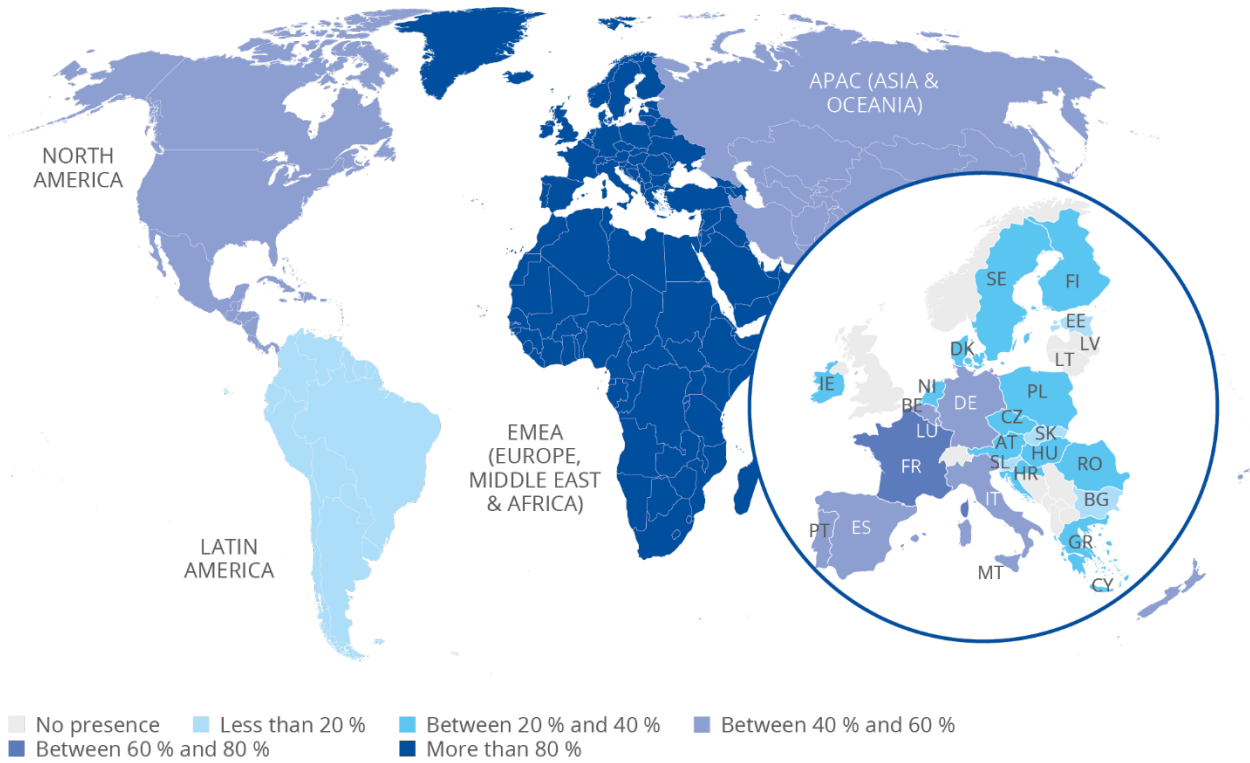 APAC (ASIA &
OCEANIA)
NORTH
AMERICA
EMEA
(EUROPE,
MIDDLE EAST
& AFRICA)
LATIN
AMERICA
SE
FI
EE
LV
LT
DK
IE
NI
BE
DE
PL
LU
CZ
SK
AT
HU
FR
SL
HR
RO
IT
BG
PT
ES
GR
MT
CY
No presence
Less than 20 %
Between 20 % and 40 %
Between 40 % and 60 %
Between 60 % and 80 %
More than 80 %